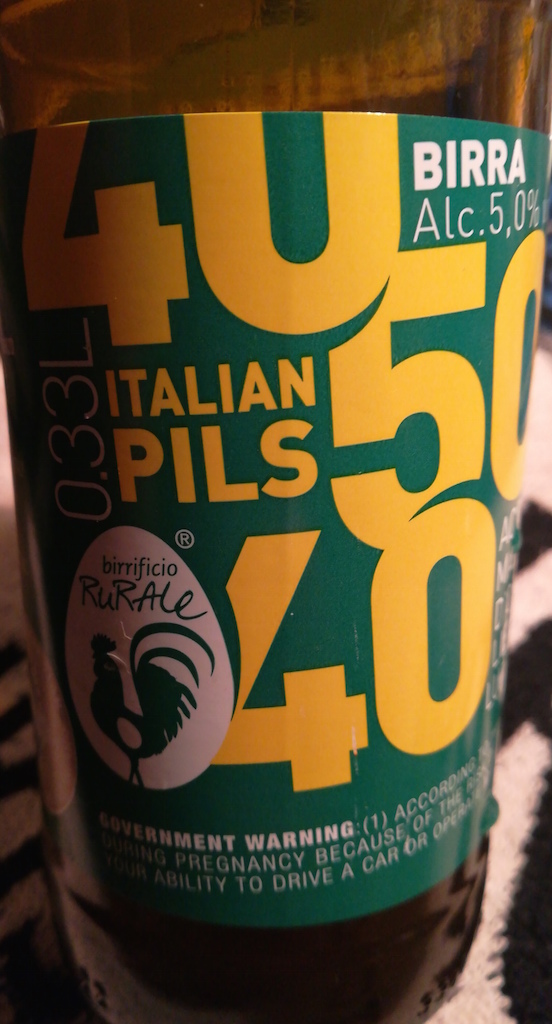 40
BIRRA
Alc.5,0%
50
0.33L
ITALIAN
PILS
40
birrificio
RuRALe
®
GOVERNMENT WARNING:(1) ACCORDING
DURING PREGNANCY BECAUSE OF THE
YOUR ABILITY TO DRIVE A CAR OR